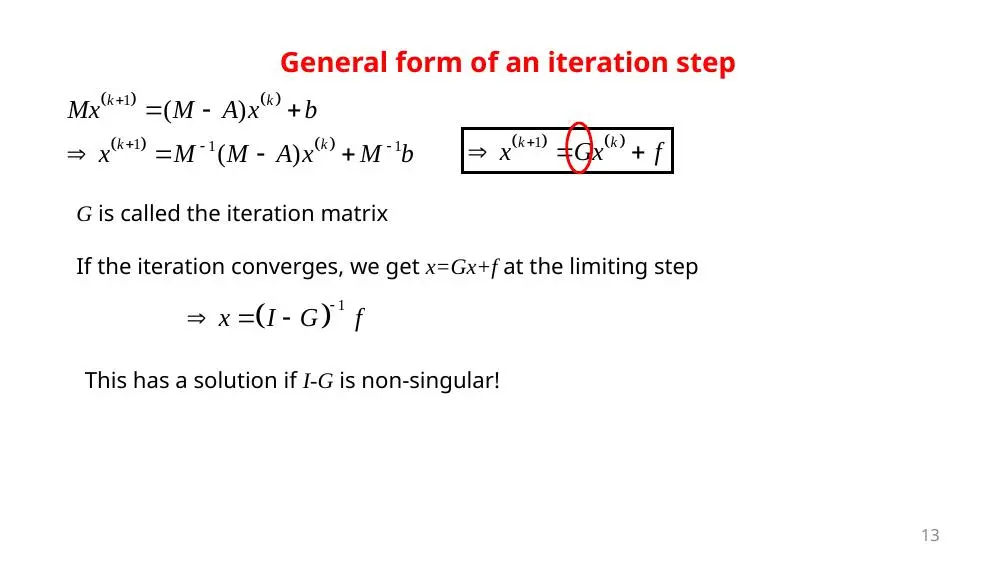 General form of an iteration step
Mx^(k+1) =(M - A)x^(k) + b
⇒ x^(k+1) =M^-1(M - A)x^(k) + M^-1b
⇒ x^(k+1) =Gx^(k) + f
G is called the iteration matrix
If the iteration converges, we get x=Gx+f at the limiting step
⇒ x =(I - G)^-1 f
This has a solution if I-G is non-singular!
13